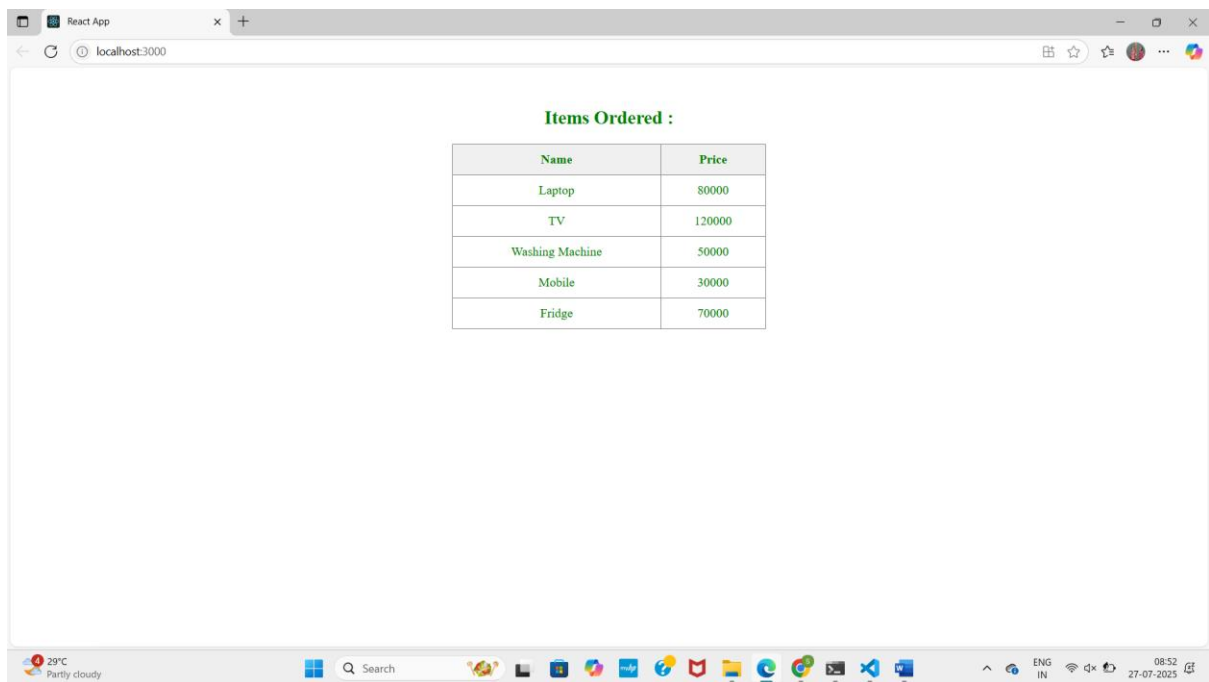 React App
localhost:3000
Items Ordered :
Name Price
Laptop 80000
TV 120000
Washing Machine 50000
Mobile 30000
Fridge 70000
4
29°C
Partly cloudy
Search
ENG
IN
08:52
27-07-2025